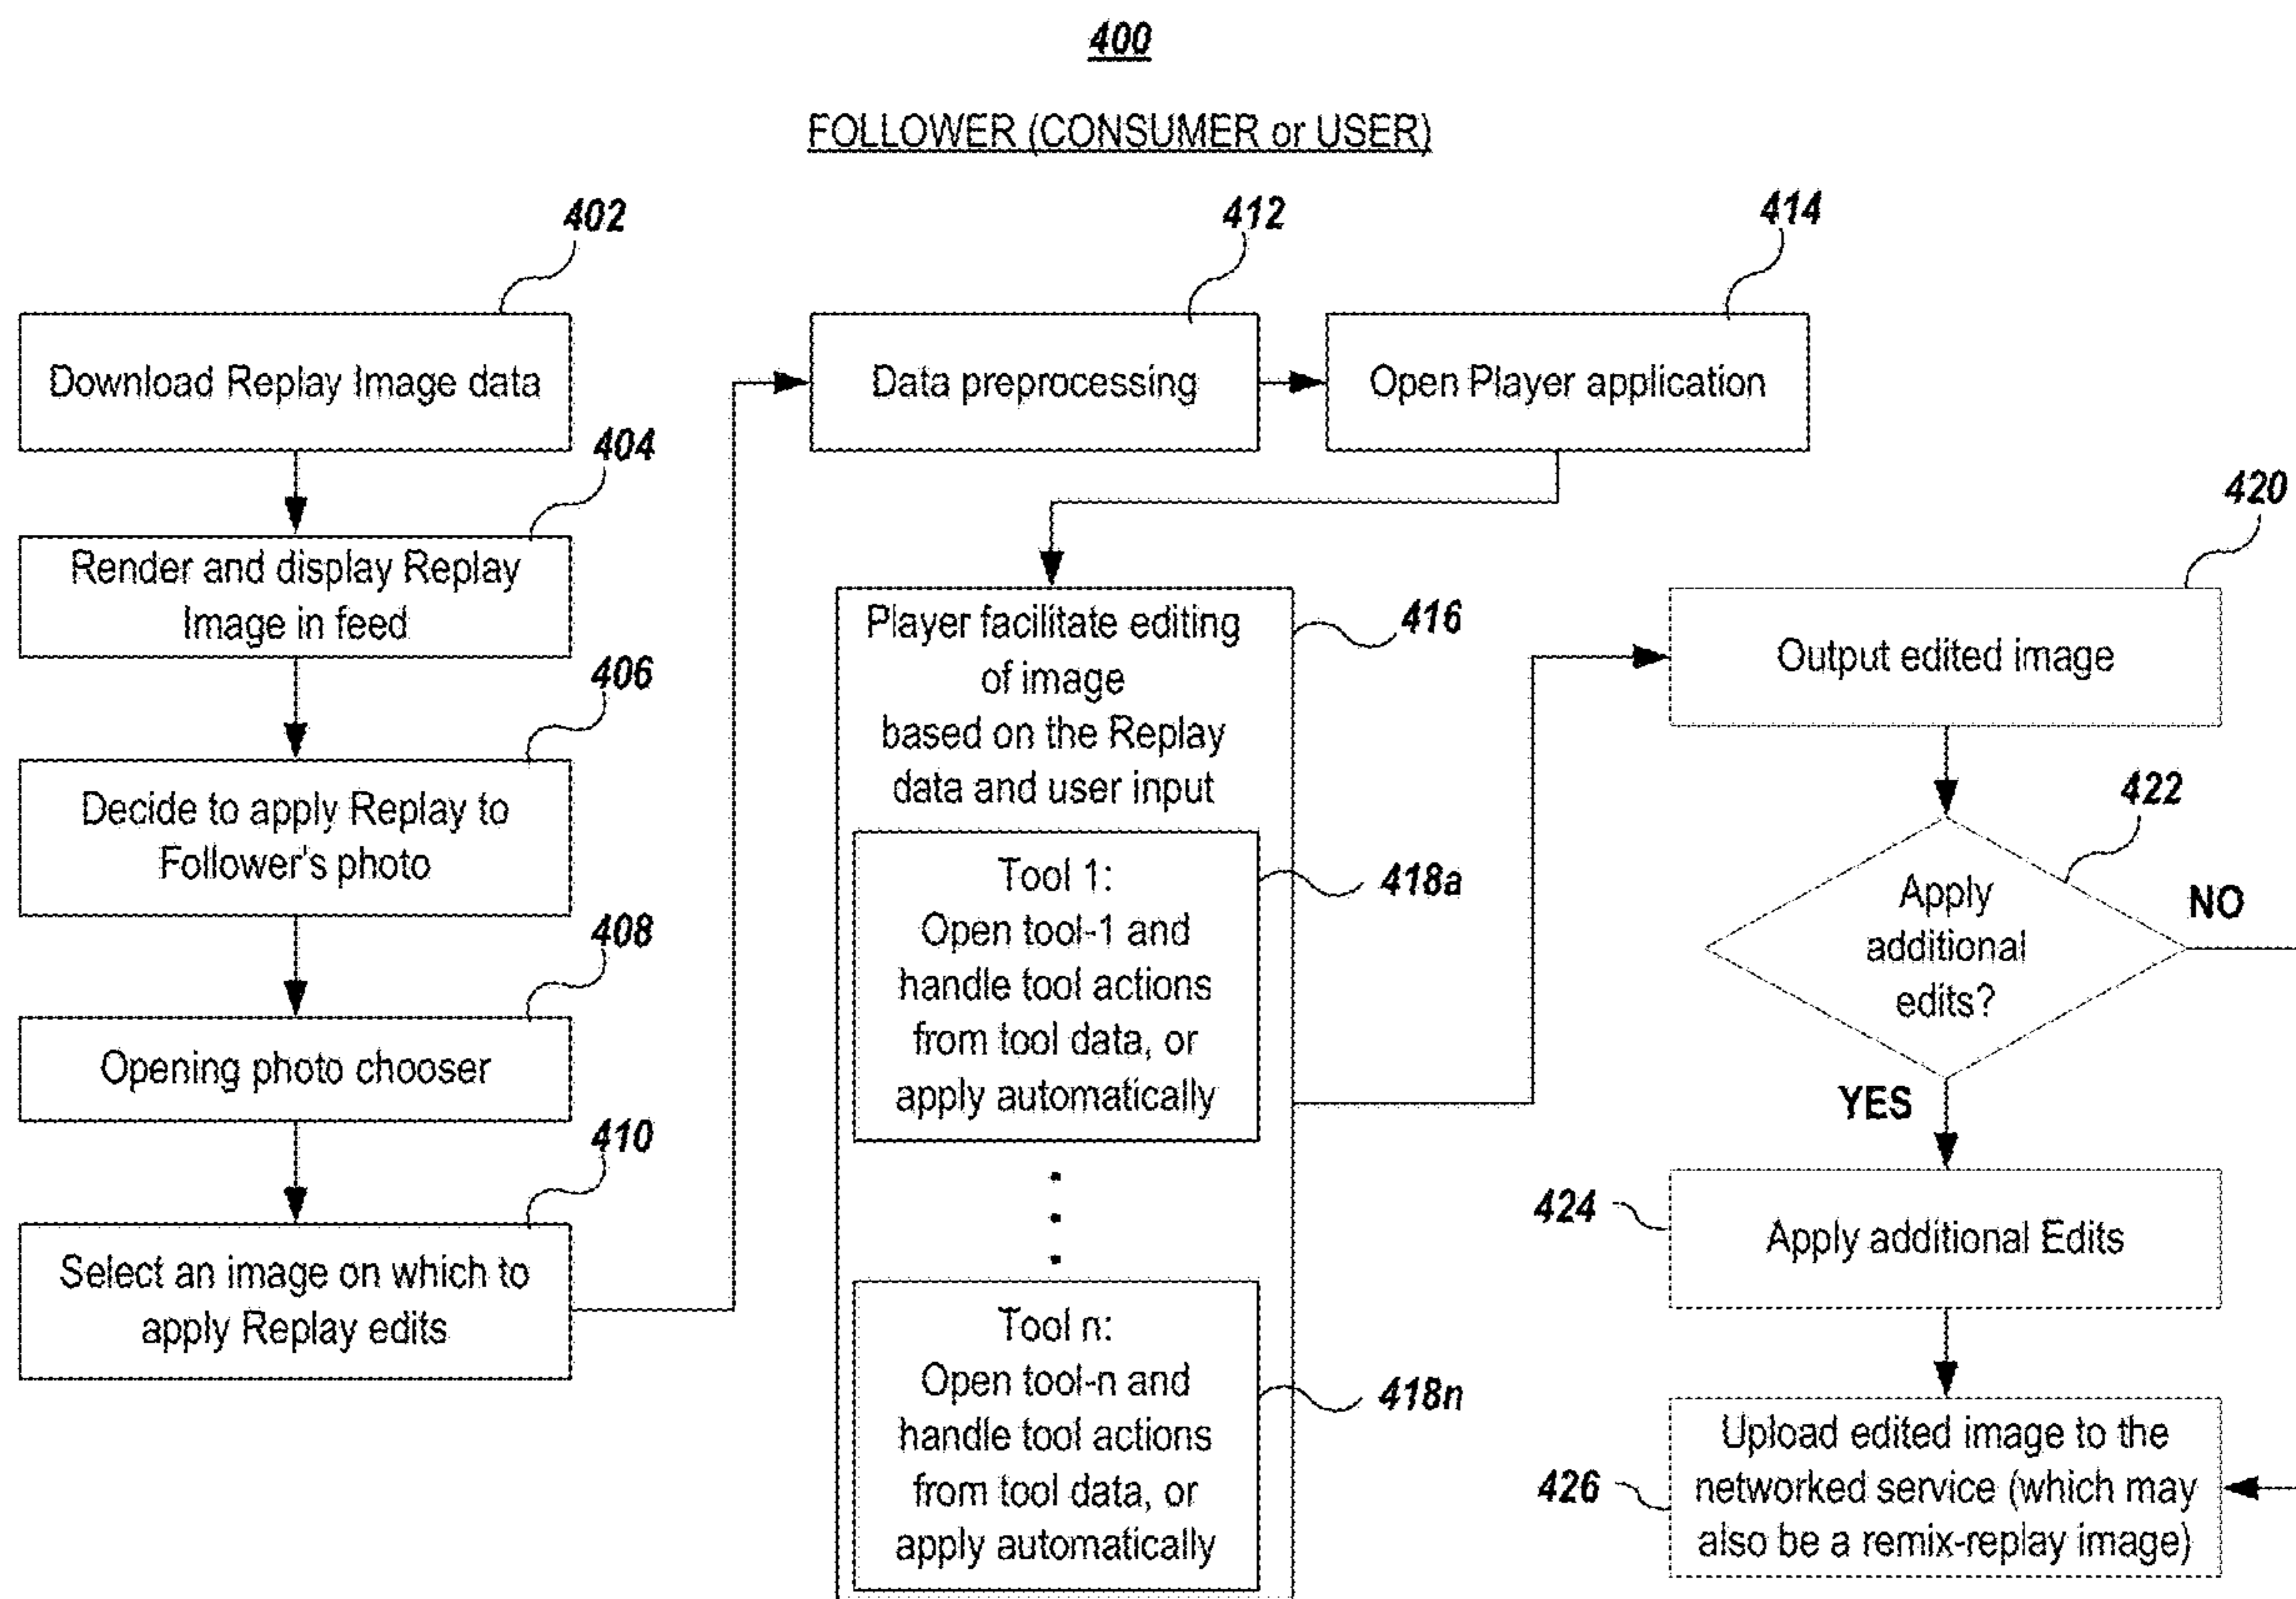 400
FOLLOWER (CONSUMER or USER)
402
Download Replay Image data
404
Render and display Replay
Image in feed
406
Decide to apply Replay to
Follower's photo
408
Opening photo chooser
410
Select an image on which to
apply Replay edits
412
Data preprocessing
414
Open Player application
416
Player facilitate editing
of image
based on the Replay
data and user input
418a
Tool 1:
Open tool-1 and
handle tool actions
from tool data, or
apply automatically
418n
Tool n:
Open tool-n and
handle tool actions
from tool data, or
apply automatically
420
Output edited image
422
Apply
additional
edits?
NO
YES
424
Apply additional Edits
426
Upload edited image to the
networked service (which may
also be a remix-replay image)